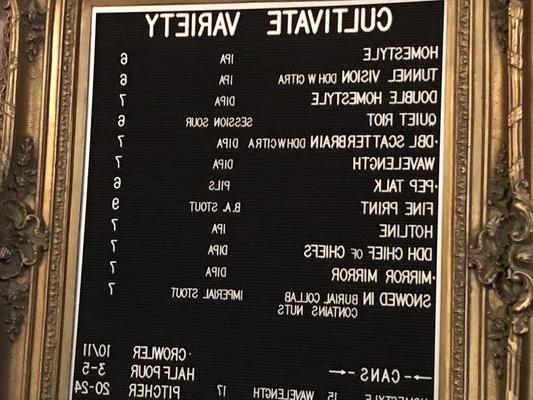 CULTIVATE VARIETY
HOMESTYLE IPA 6
TUNNEL VISION DDH W CITRA IPA 6
DOUBLE HOMESTYLE DIPA 7
QUIET RIOT SESSION SOUR 6
·DBL SCATTERBRAIN DDH W CITRA DIPA 7
WAVELENGTH DIPA 7
·PEP TALK PILS 6
FINE PRINT B.A. STOUT 9
HOTLINE IPA 7
DDH CHIEF OF CHIEFS DIPA 7
·MIRROR MIRROR DIPA 7
SNOWED IN BURIAL COLLAB IMPERIAL STOUT 7
CONTAINS NUTS
·CROWLER 10/11
←CANS→ HALF POUR 3-5
HOMESTYLE 15 WAVELENGTH 17 PITCHER 20-24